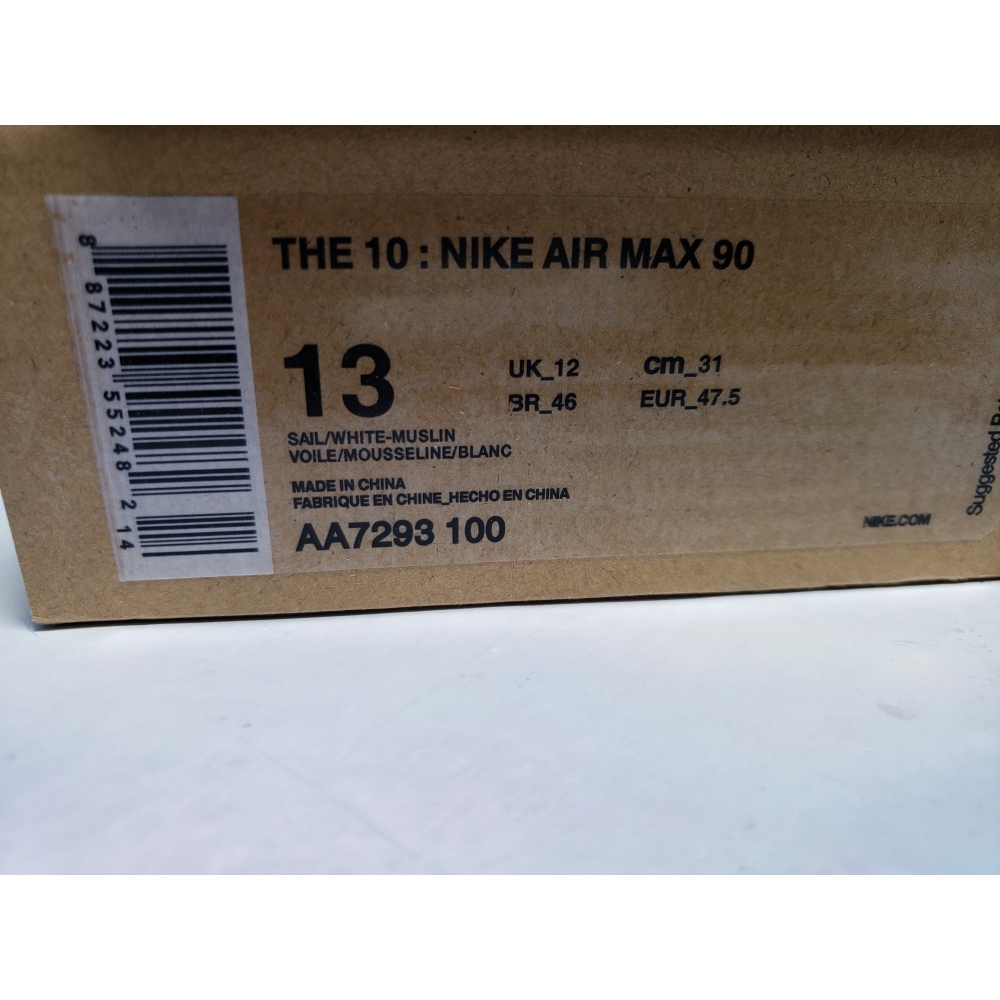 THE 10 : NIKE AIR MAX 90
13
UK_12 cm_31
BR_46 EUR_47.5
SAIL/WHITE-MUSLIN
VOILE/MOUSSELINE/BLANC
MADE IN CHINA
FABRIQUE EN CHINE_HECHO EN CHINA
AA7293 100
NIKE.COM
8 87223 55248 2 14
Suggested